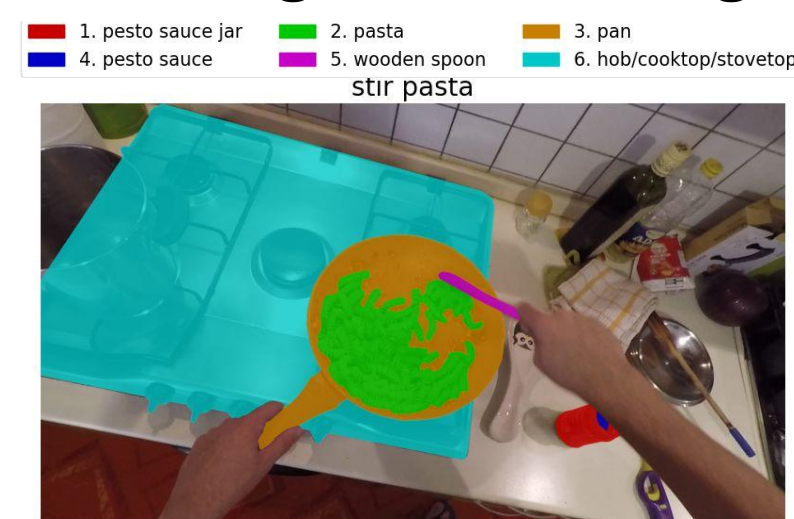 1. pesto sauce jar
2. pasta
3. pan
4. pesto sauce
5. wooden spoon
6. hob/cooktop/stovetop
stir pasta